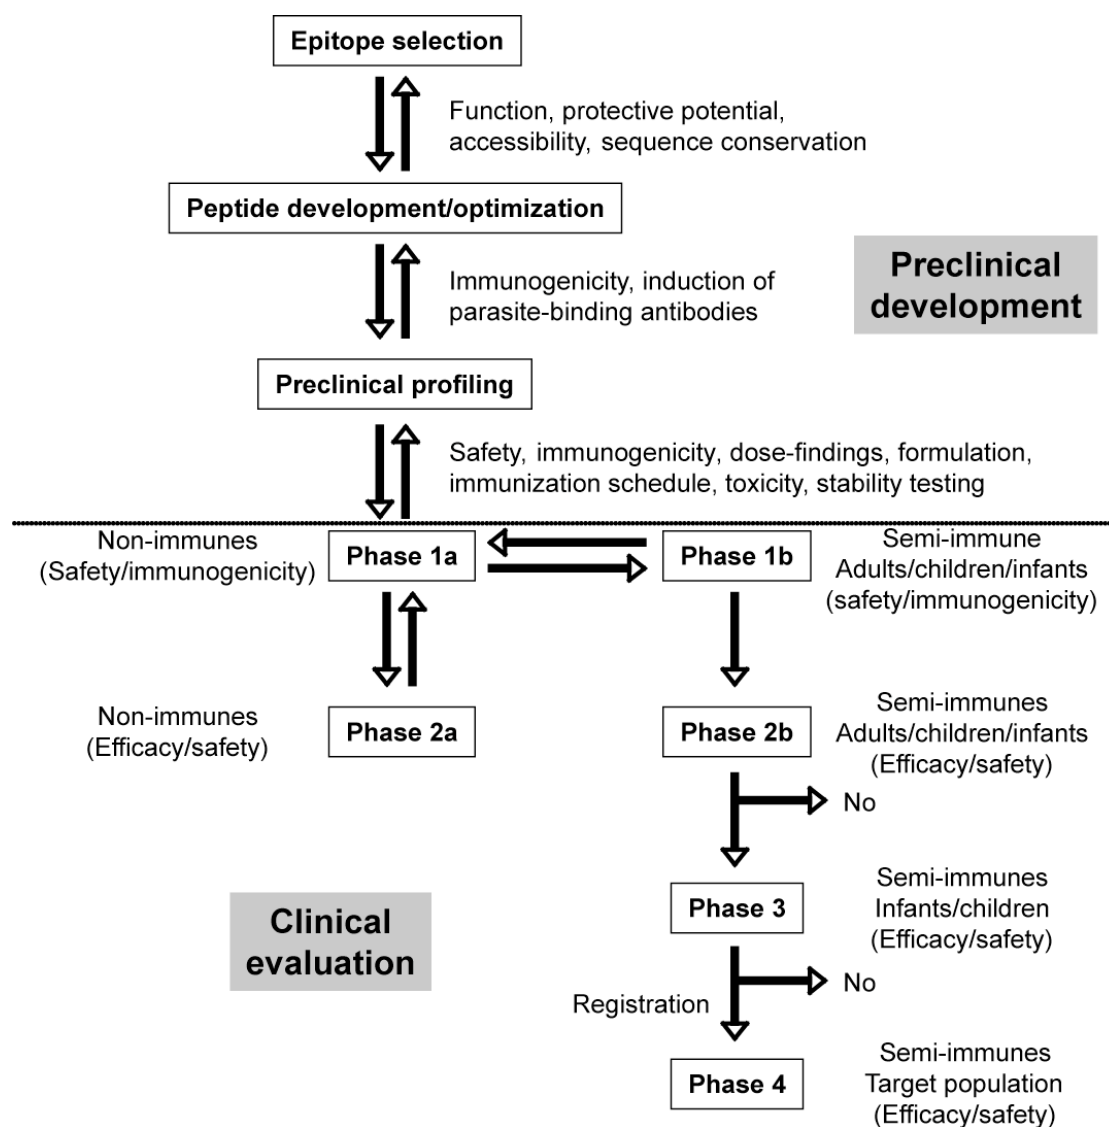 Epitope selection
Function, protective potential,
accessibility, sequence conservation
Peptide development/optimization
Preclinical
development
Immunogenicity, induction of
parasite-binding antibodies
Preclinical profiling
Safety, immunogenicity, dose-findings, formulation,
immunization schedule, toxicity, stability testing
Non-immunes
(Safety/immunogenicity)
Phase 1a
Phase 1b
Semi-immune
Adults/children/infants
(safety/immunogenicity)
Non-immunes
(Efficacy/safety)
Phase 2a
Phase 2b
Semi-immunes
Adults/children/infants
(Efficacy/safety)
No
Clinical
evaluation
Phase 3
Semi-immunes
Infants/children
(Efficacy/safety)
No
Registration
Phase 4
Semi-immunes
Target population
(Efficacy/safety)